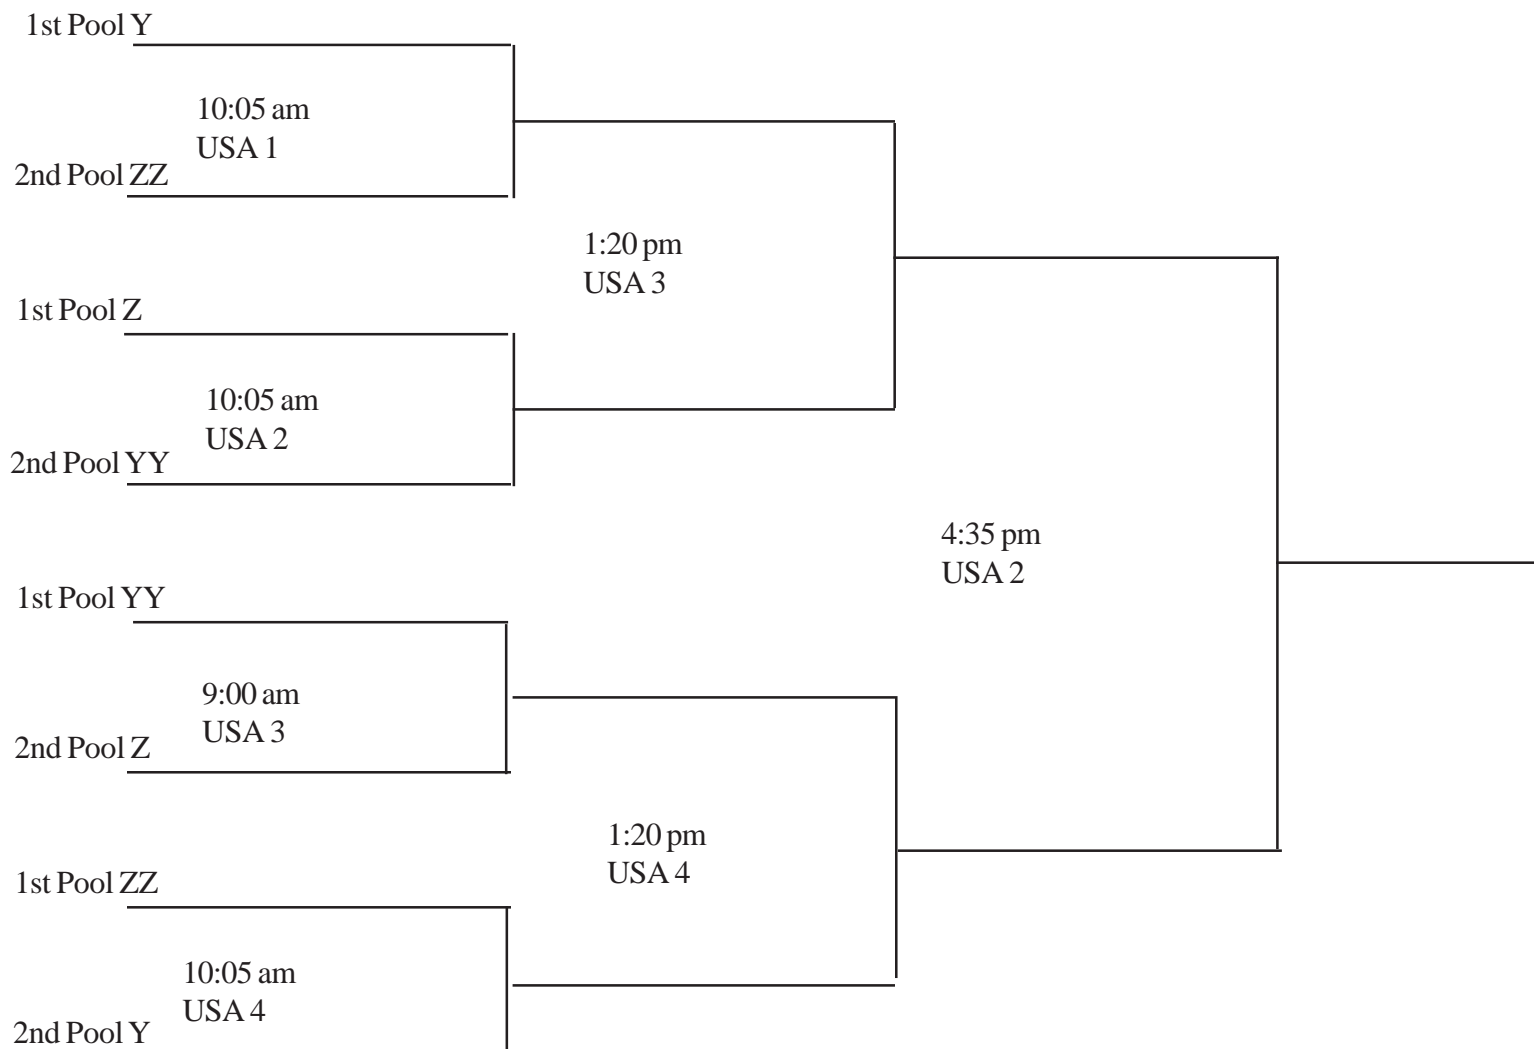 1st Pool Y
10:05 am
USA 1
2nd Pool ZZ
1:20 pm
USA 3
1st Pool Z
10:05 am
USA 2
2nd Pool YY
4:35 pm
USA 2
1st Pool YY
9:00 am
USA 3
2nd Pool Z
1:20 pm
USA 4
1st Pool ZZ
10:05 am
USA 4
2nd Pool Y